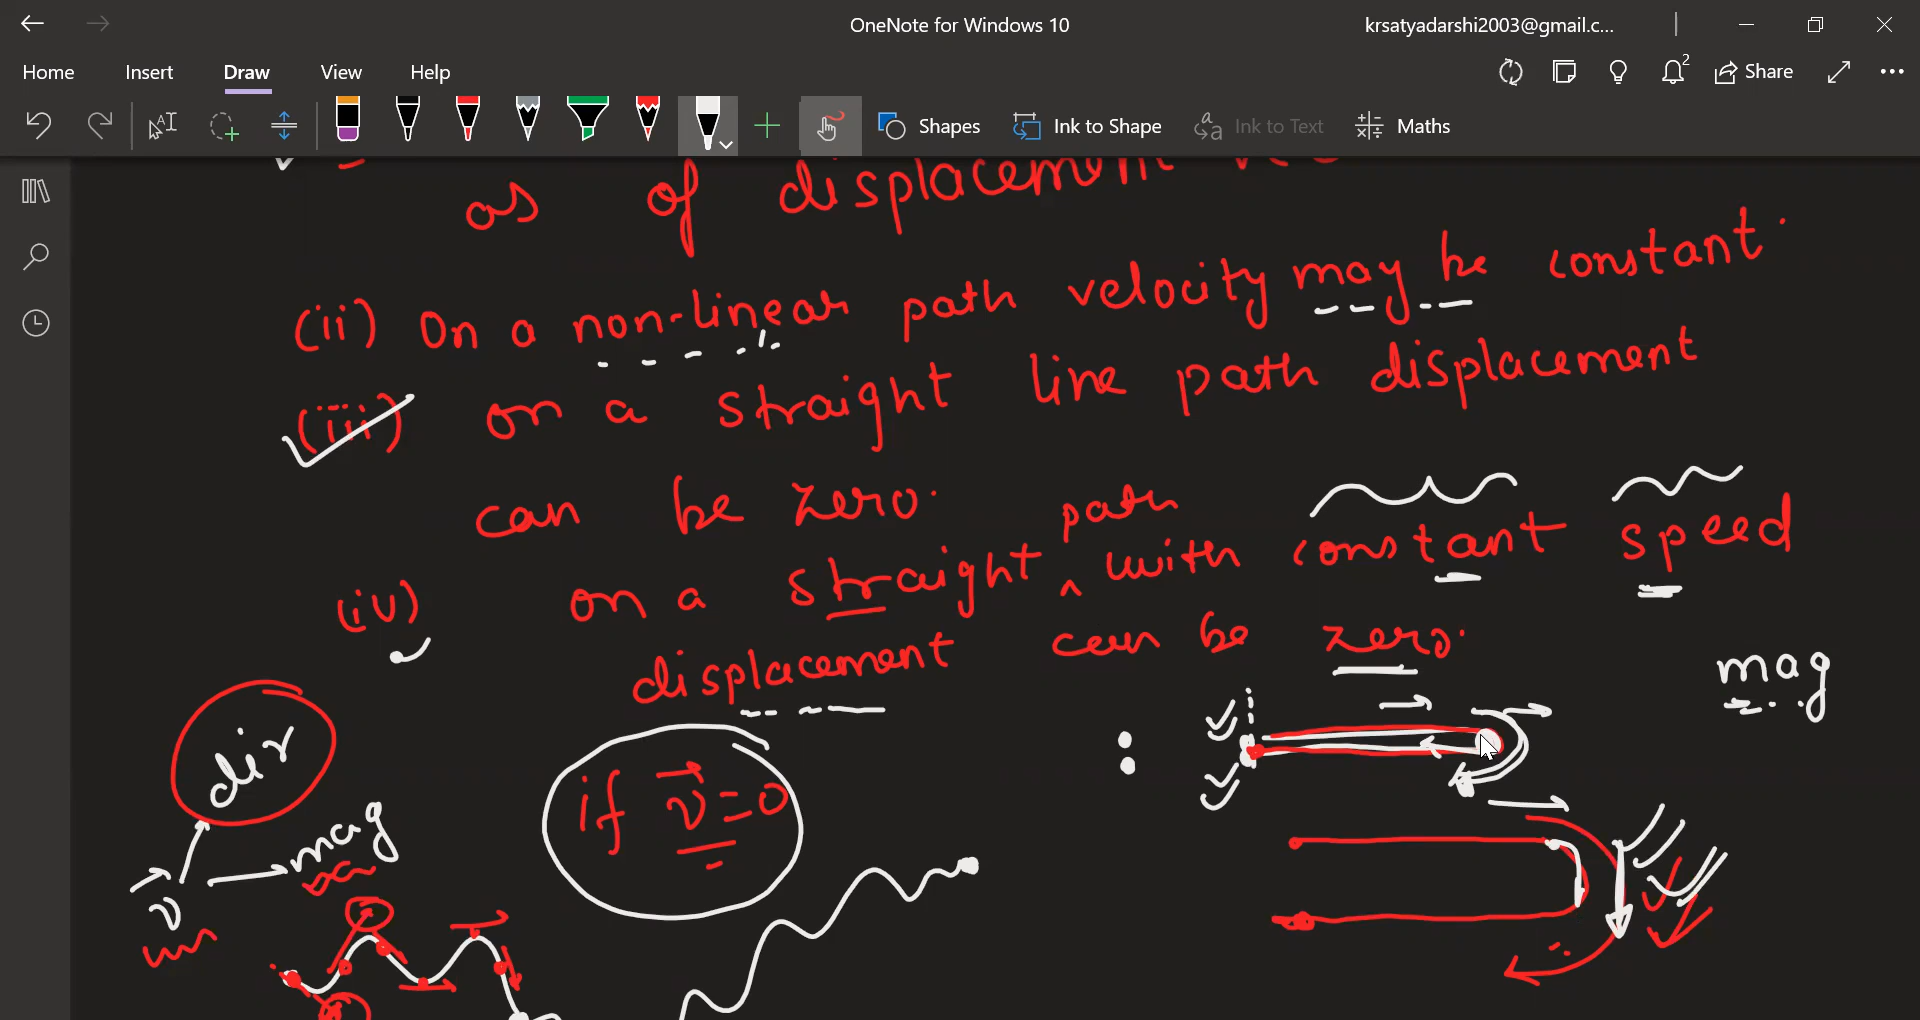 OneNote for Windows 10
krsatyadarshi2003@gmail.c...
Home Insert Draw View Help
2 Share
Shapes Ink to Shape Ink to Text Maths
as of displacement
(ii) On a non-linear path velocity may be constant.
(iii) on a straight line path displacement
can be zero.
path
(iv) on a straight ^ with constant speed
displacement can be zero.
mag
dir
if v⃗=0
mag
v